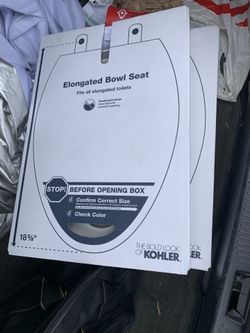 Elongated Bowl Seat
Fits all elongated toilets
STOP!
BEFORE OPENING BOX
Confirm Correct Size
Check Color
18⅝"
THE BOLD LOOK
OF KOHLER